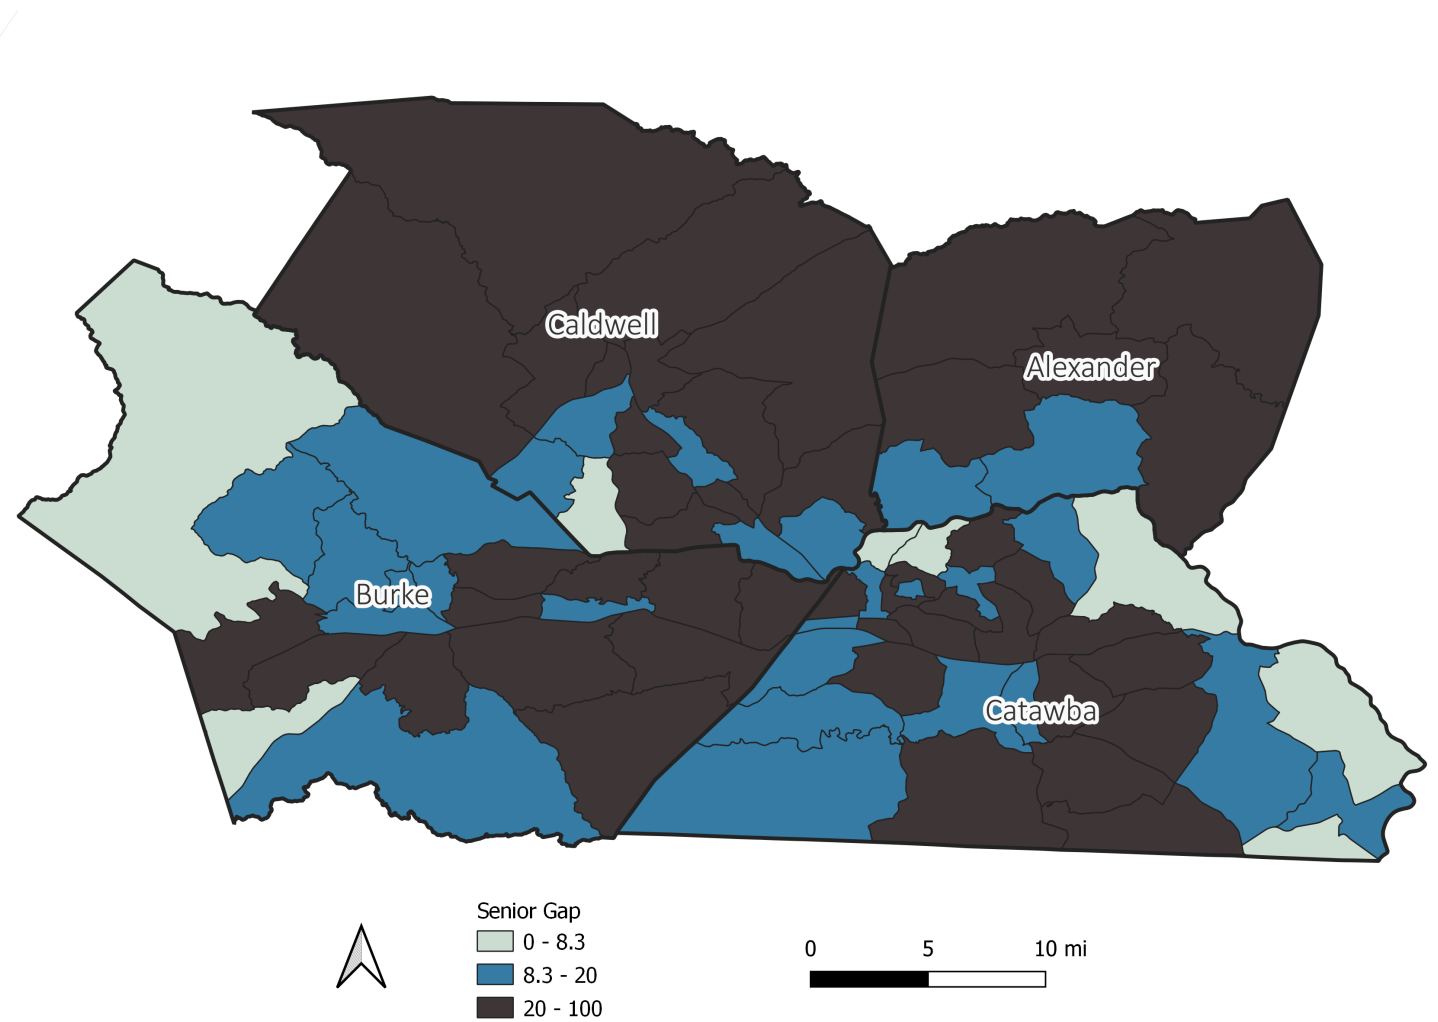 Caldwell
Alexander
Burke
Catawba
Senior Gap
0 - 8.3
8.3 - 20
20 - 100
0 5 10 mi